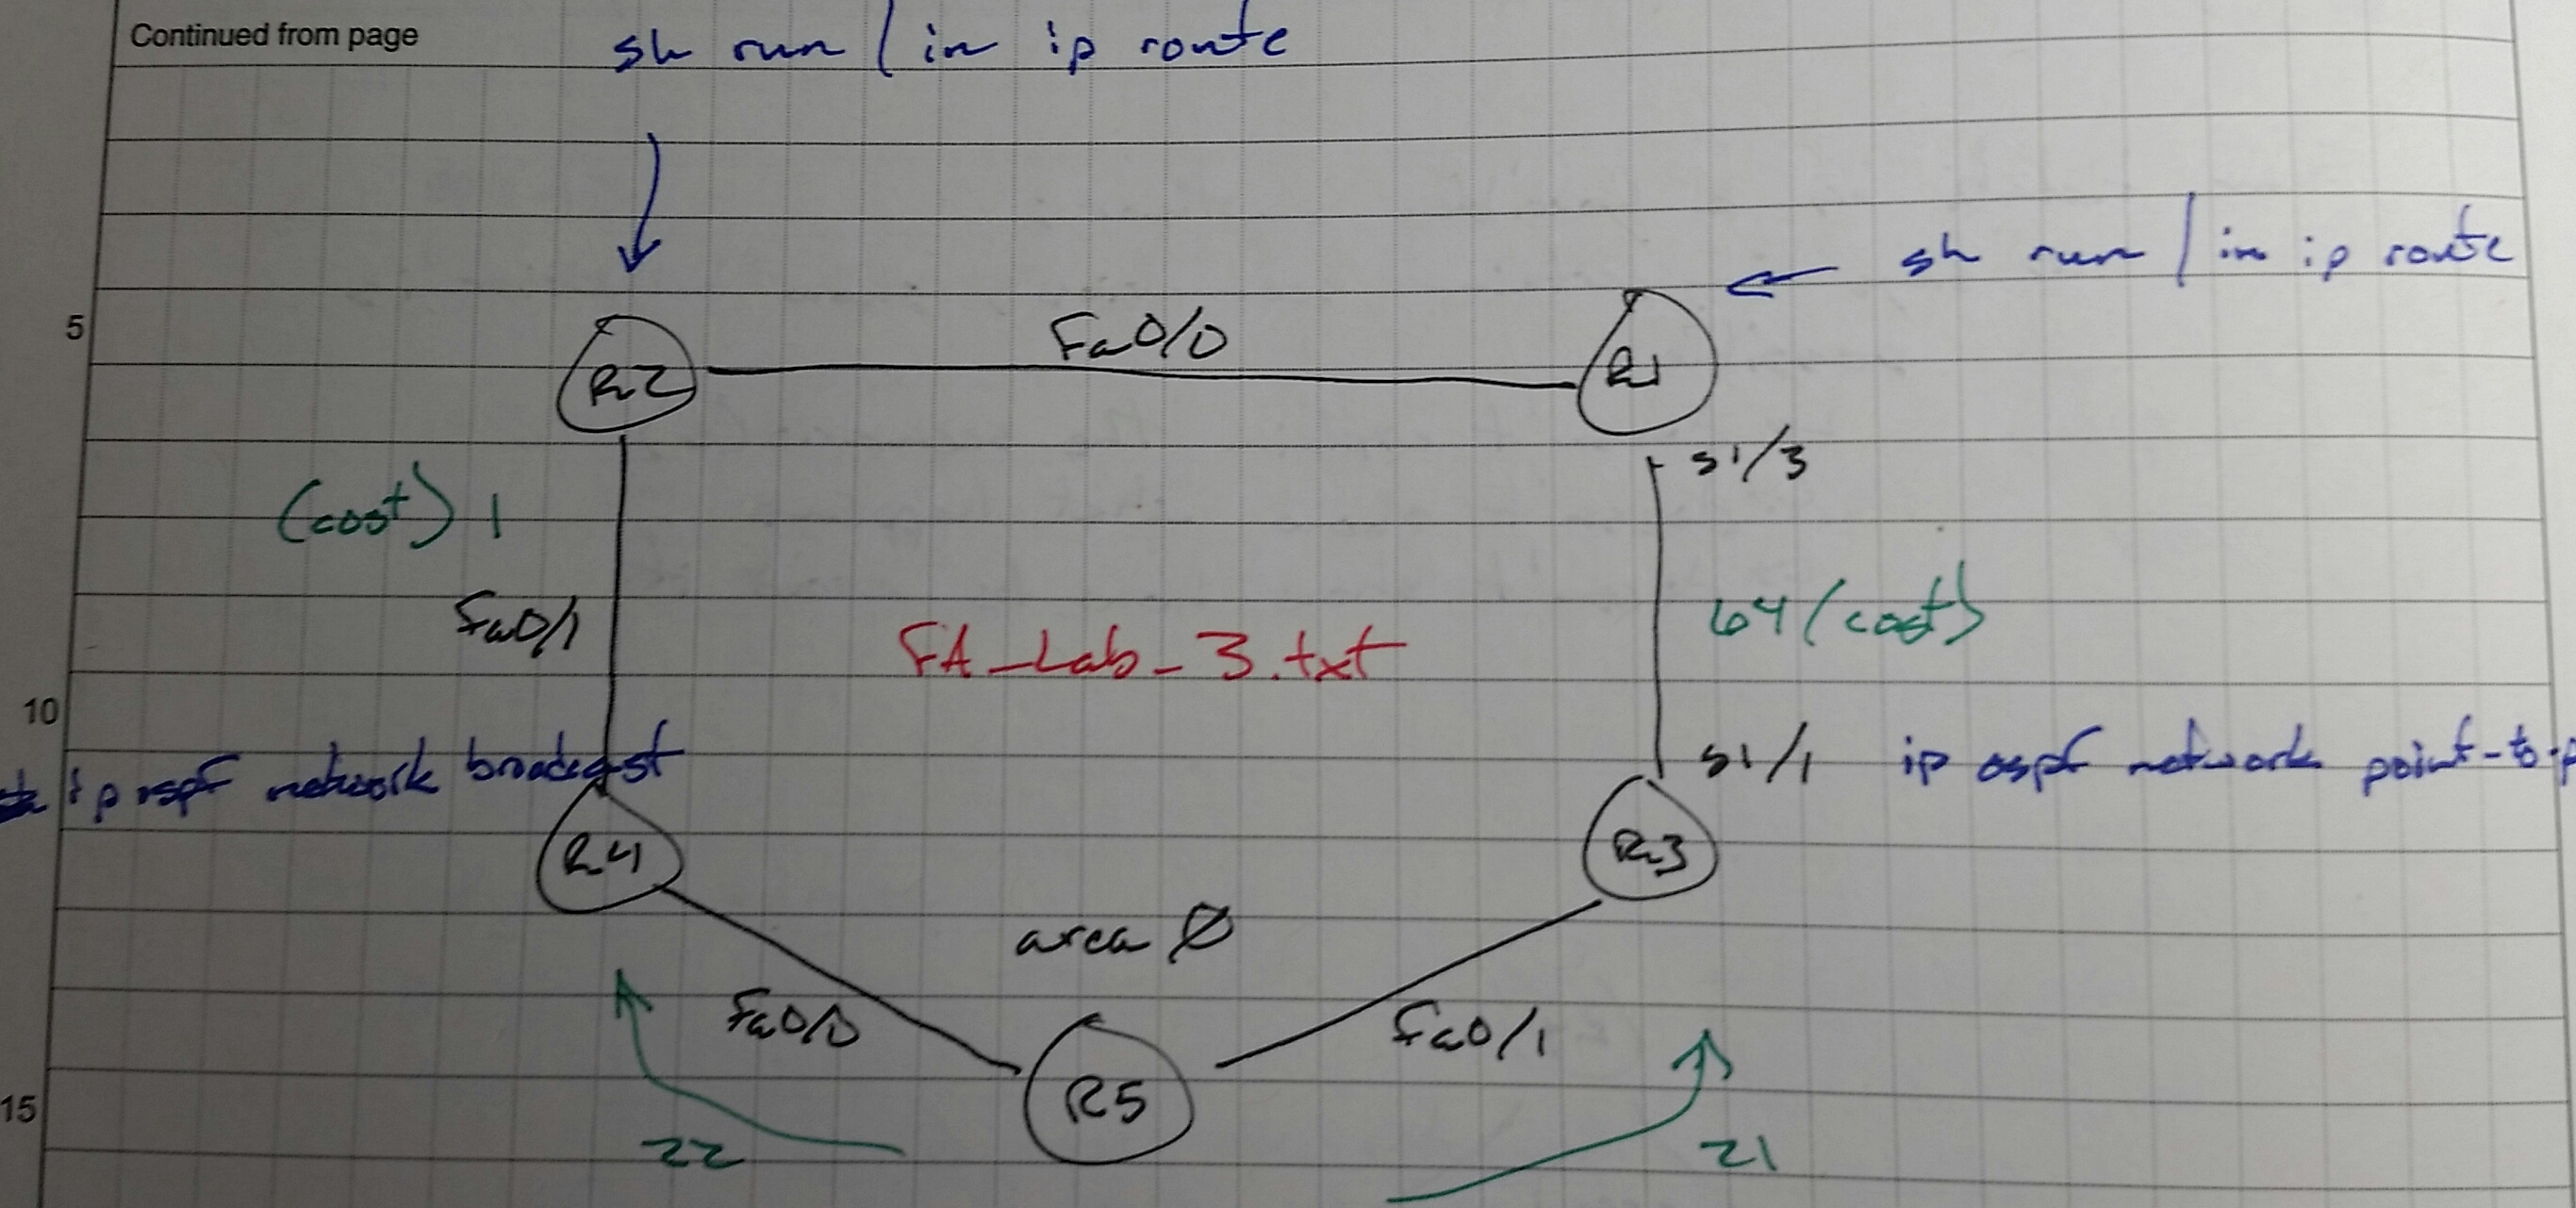 Continued from page
sh run | in ip route
sh run | in ip route
5
Fa0/0
R2
R1
s1/3
(cost) 1
Fa0/1
64 (cost)
FA_Lab_3.txt
10
ip ospf network broadcast
s1/1 ip ospf network point-to-p
R4
R3
area 0
Fa0/0
Fa0/1
R5
15
22
21